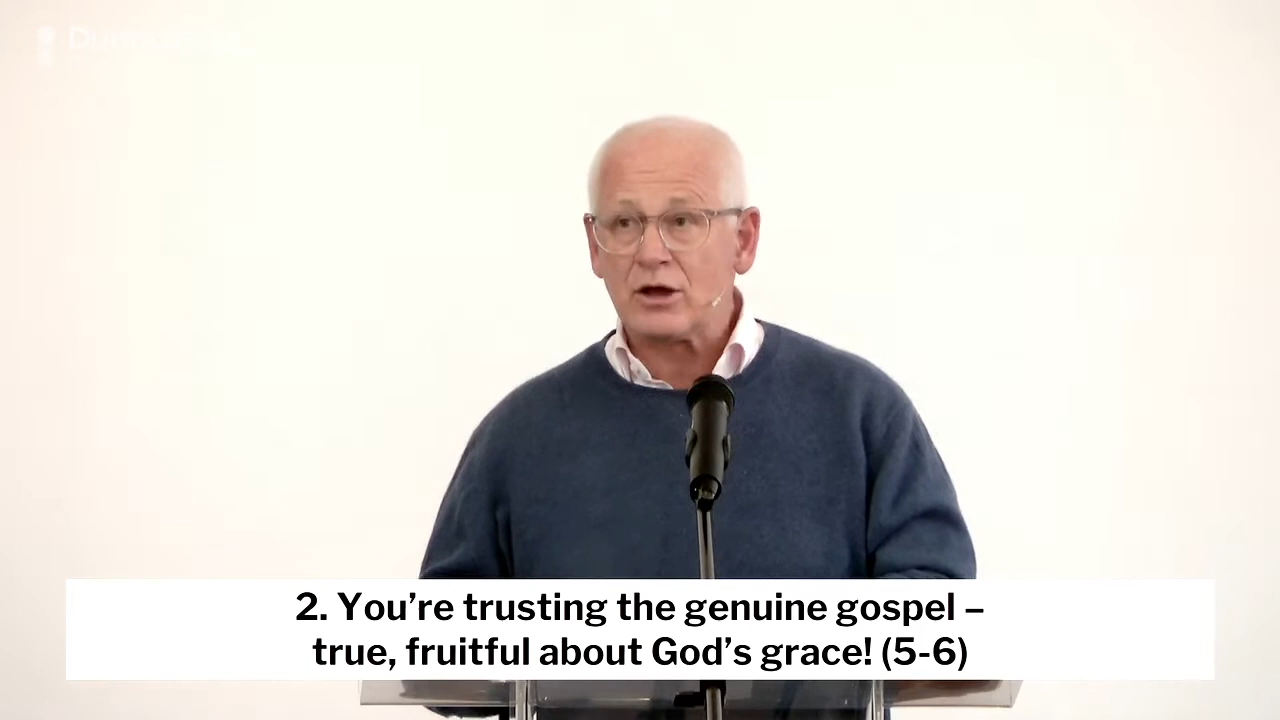 2. You’re trusting the genuine gospel –
true, fruitful about God’s grace! (5-6)